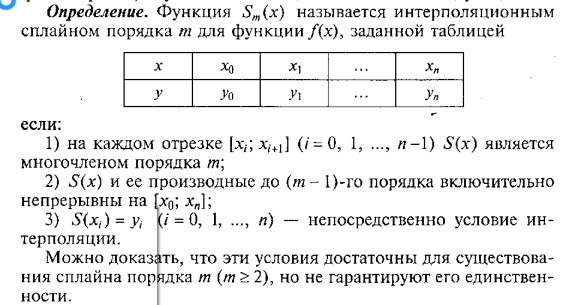 Определение. Функция Sₘ(x) называется интерполяционным
сплайном порядка m для функции f(x), заданной таблицей
x x₀ x₁ ... xₙ
y y₀ y₁ ... yₙ
если:
1) на каждом отрезке [xᵢ; xᵢ₊₁] (i = 0, 1, ..., n−1) S(x) является
многочленом порядка m;
2) S(x) и ее производные до (m − 1)-го порядка включительно
непрерывны на [x₀; xₙ];
3) S(xᵢ) = yᵢ (i = 0, 1, ..., n) — непосредственно условие ин-
терполяции.
Можно доказать, что эти условия достаточны для существова-
ния сплайна порядка m (m ≥ 2), но не гарантируют его единствен-
ности.